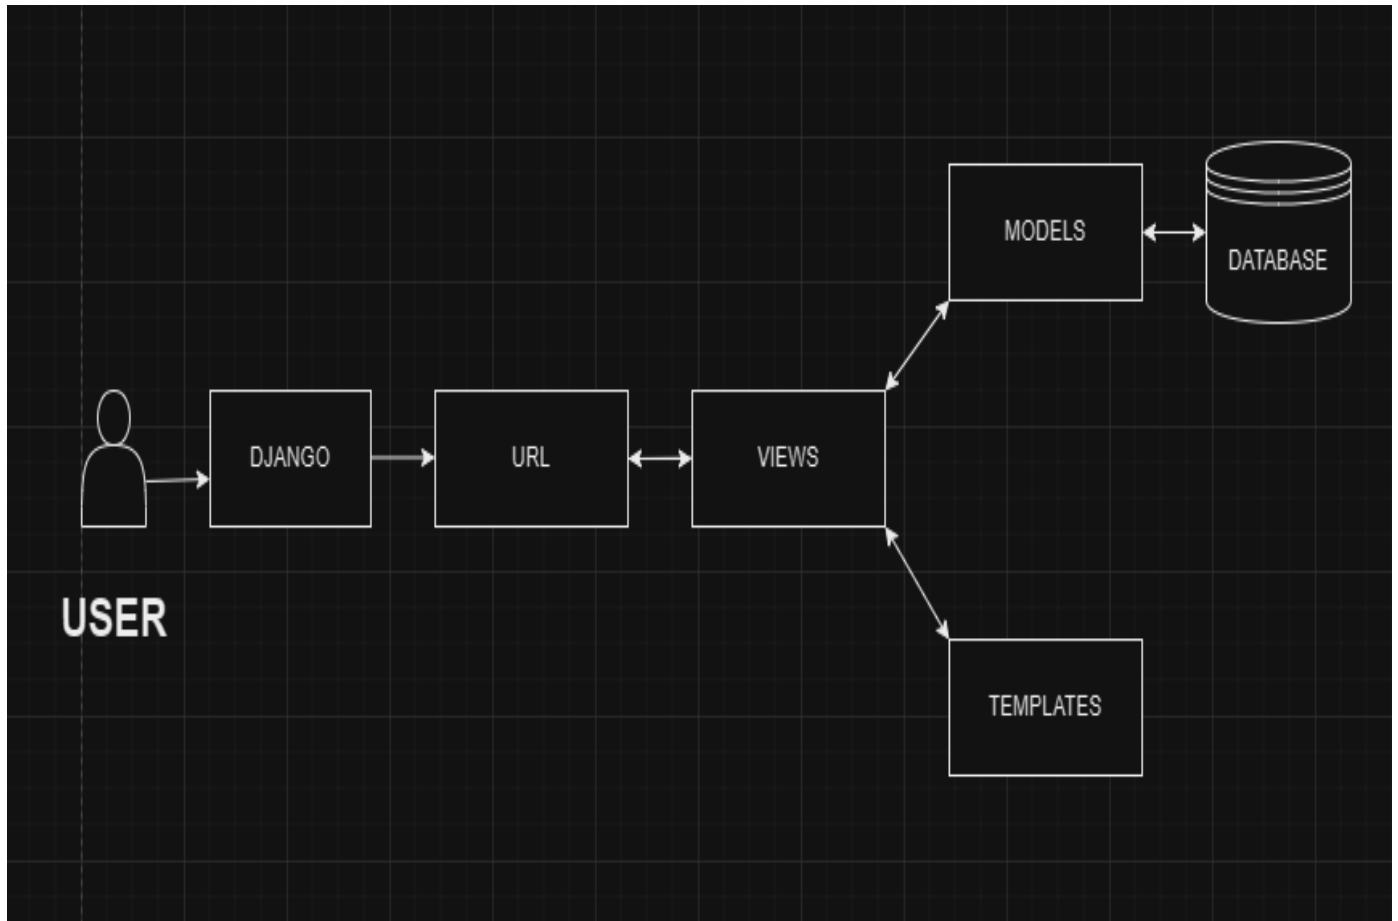 MODELS
DATABASE
DJANGO
URL
VIEWS
USER
TEMPLATES